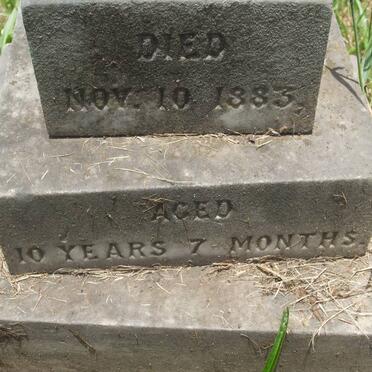 DIED
NOV. 10 1883.
AGED
10 YEARS 7 MONTHS.